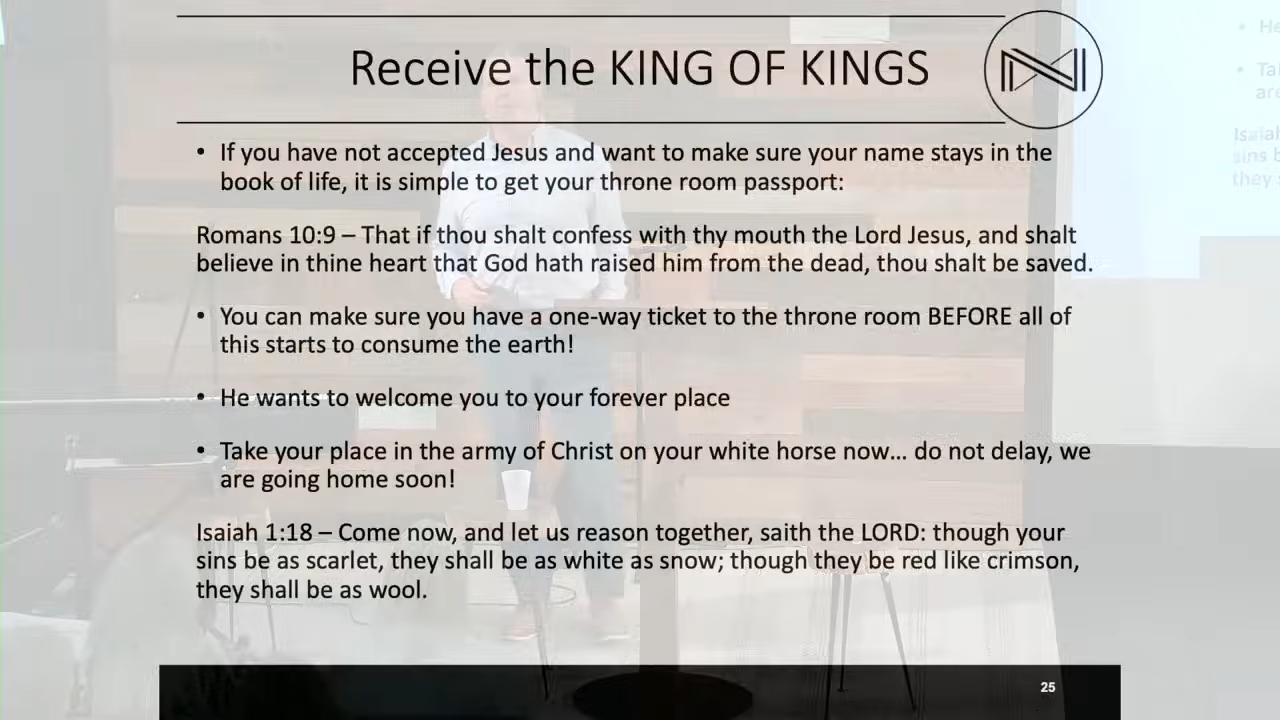 Receive the KING OF KINGS
• If you have not accepted Jesus and want to make sure your name stays in the
book of life, it is simple to get your throne room passport:
Romans 10:9 – That if thou shalt confess with thy mouth the Lord Jesus, and shalt
believe in thine heart that God hath raised him from the dead, thou shalt be saved.
• You can make sure you have a one-way ticket to the throne room BEFORE all of
this starts to consume the earth!
• He wants to welcome you to your forever place
• Take your place in the army of Christ on your white horse now... do not delay, we
are going home soon!
Isaiah 1:18 – Come now, and let us reason together, saith the LORD: though your
sins be as scarlet, they shall be as white as snow; though they be red like crimson,
they shall be as wool.
25
• He
• Ta
are
Isaiah
sins b
they